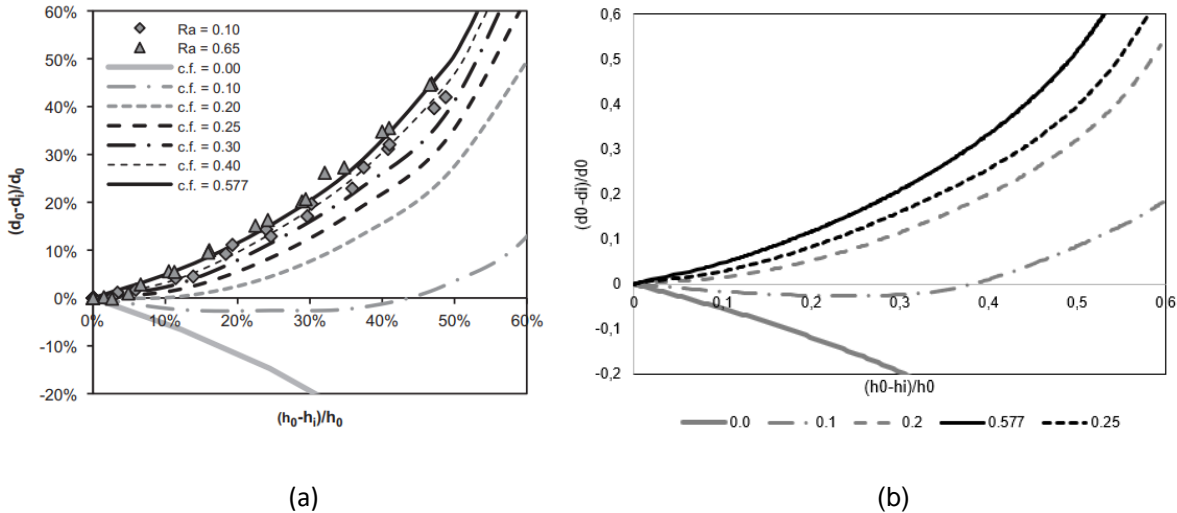 60%
50%
40%
30%
20%
10%
0%
-10%
-20%
(d₀-dᵢ)/d₀
Ra = 0.10
Ra = 0.65
c.f. = 0.00
c.f. = 0.10
c.f. = 0.20
c.f. = 0.25
c.f. = 0.30
c.f. = 0.40
c.f. = 0.577
0% 10% 20% 30% 40% 50% 60%
(h₀-hᵢ)/h₀
(a)
0,6
0,5
0,4
0,3
0,2
0,1
0
-0,1
-0,2
(d0-di)/d0
0 0,1 0,2 0,3 0,4 0,5 0,6
(h0-hi)/h0
0.0 0.1 0.2 0.577 0.25
(b)